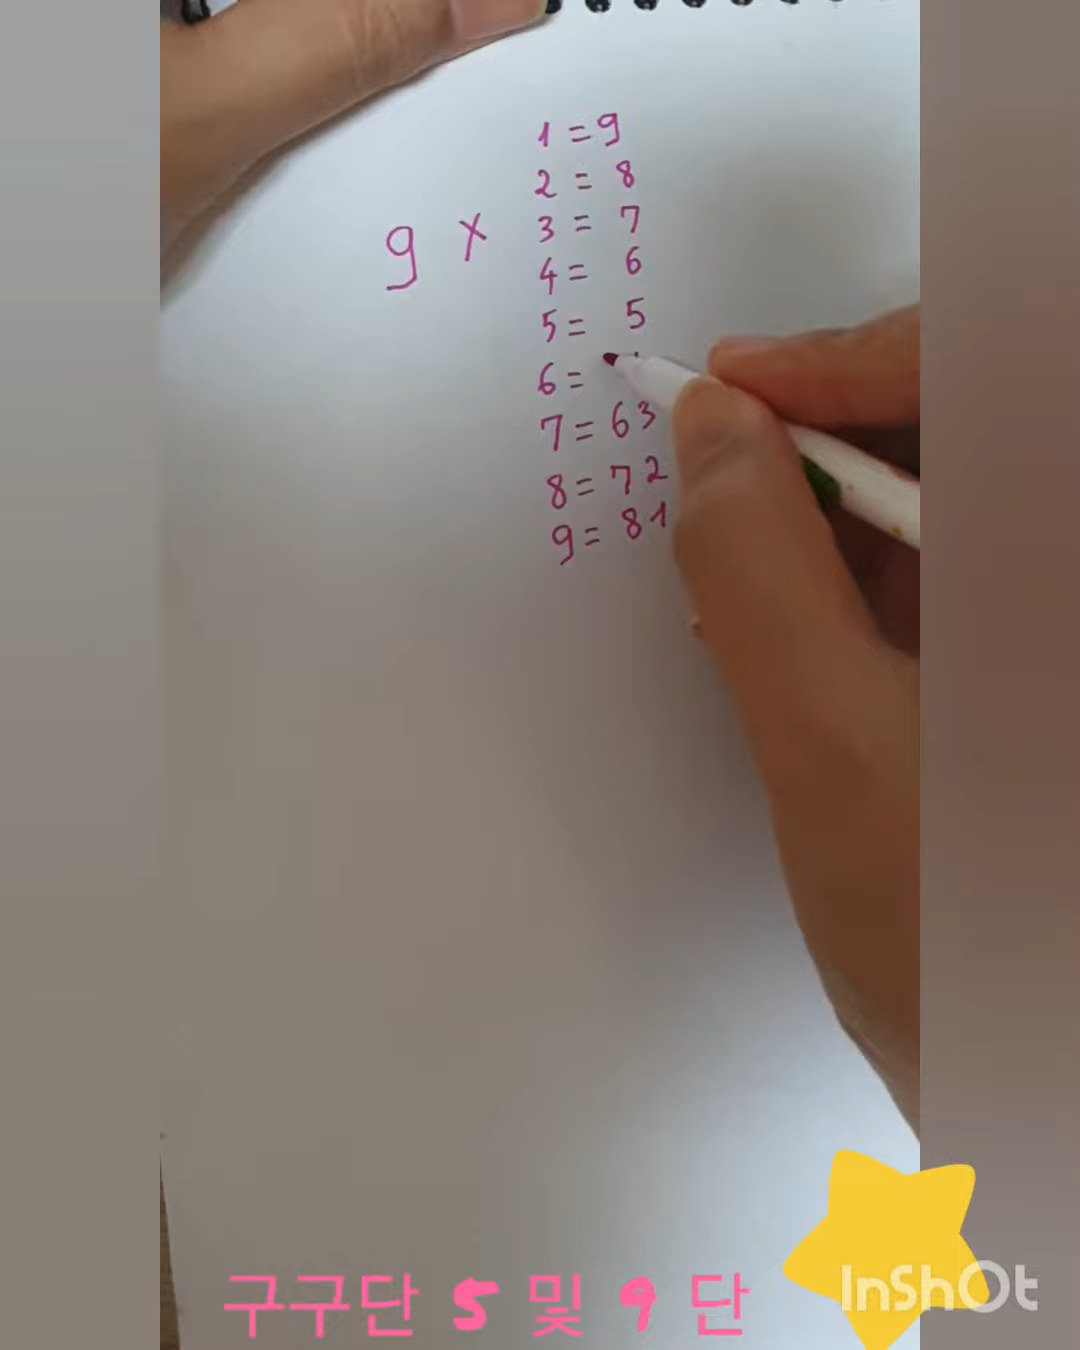 1 = 9
2 = 8
9 x 3 = 7
4 = 6
5 = 5
6 =
7 = 63
8 = 72
9 = 81
구구단 5 및 9 단
InShOt